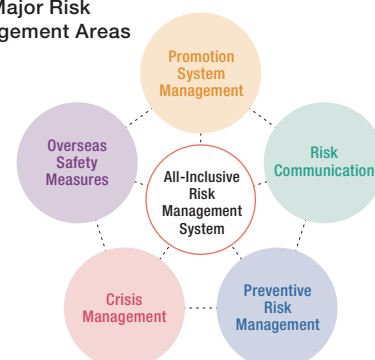 Major Risk
gement Areas
Promotion
System
Management
Overseas
Safety
Measures
Risk
Communication
All-Inclusive
Risk
Management
System
Crisis
Management
Preventive
Risk
Management